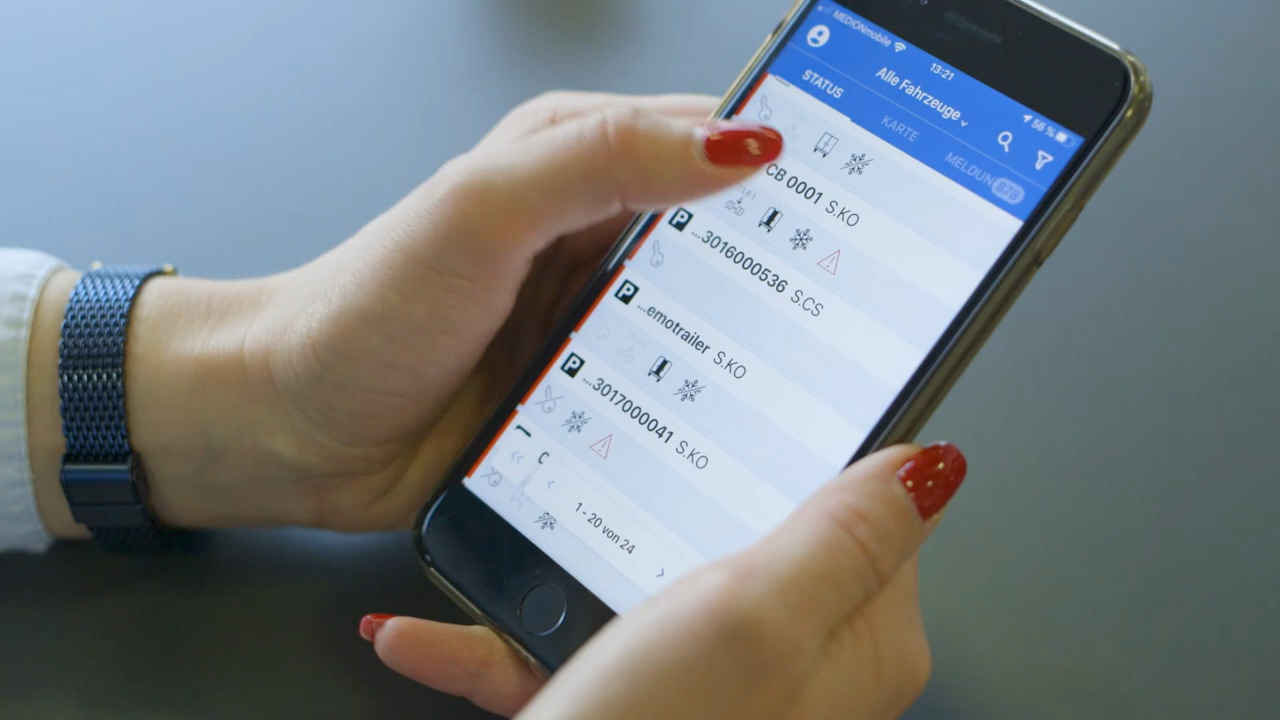 MEDIONmobile
13:21
56 %
Alle Fahrzeuge
STATUS
KARTE
MELDUN
878
CB 0001 S.KO
P ...3016000536 S.CS
P ...emotrailer S.KO
P ...3017000041 S.KO
C
1 - 20 von 24